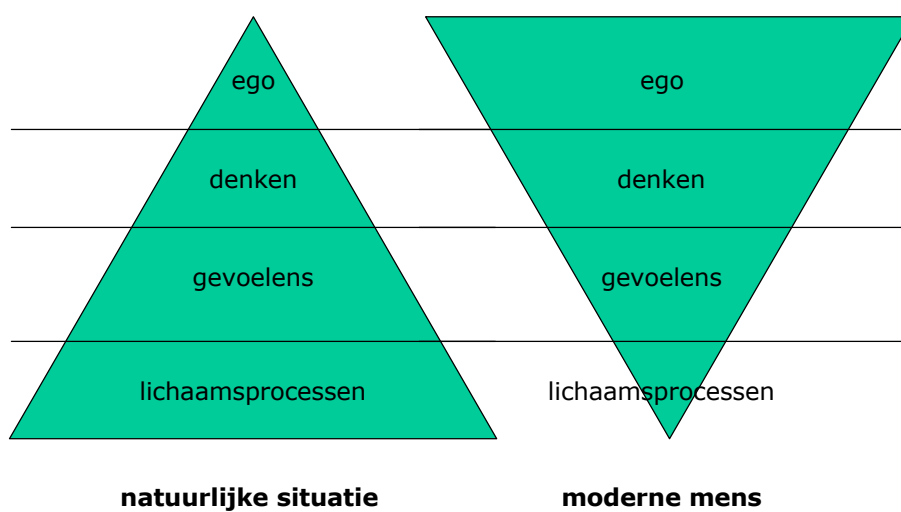 ego
denken
gevoelens
lichaamsprocessen
natuurlijke situatie
ego
denken
gevoelens
lichaamsprocessen
moderne mens